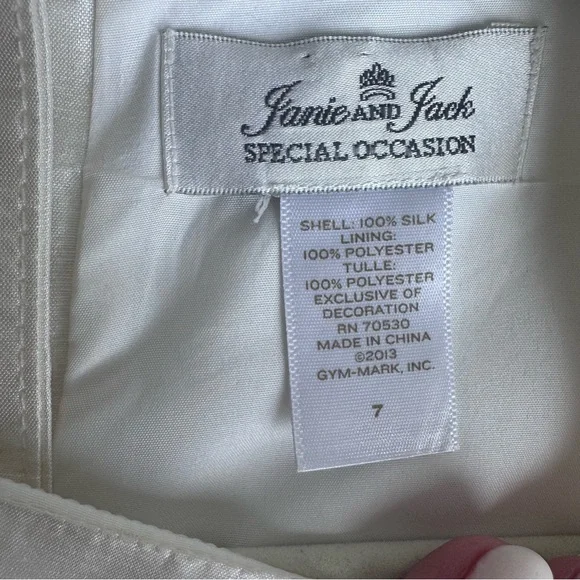 Janie AND Jack
SPECIAL OCCASION
SHELL: 100% SILK
LINING:
100% POLYESTER
TULLE:
100% POLYESTER
EXCLUSIVE OF
DECORATION
RN 70530
MADE IN CHINA
©2013
GYM-MARK, INC.
7